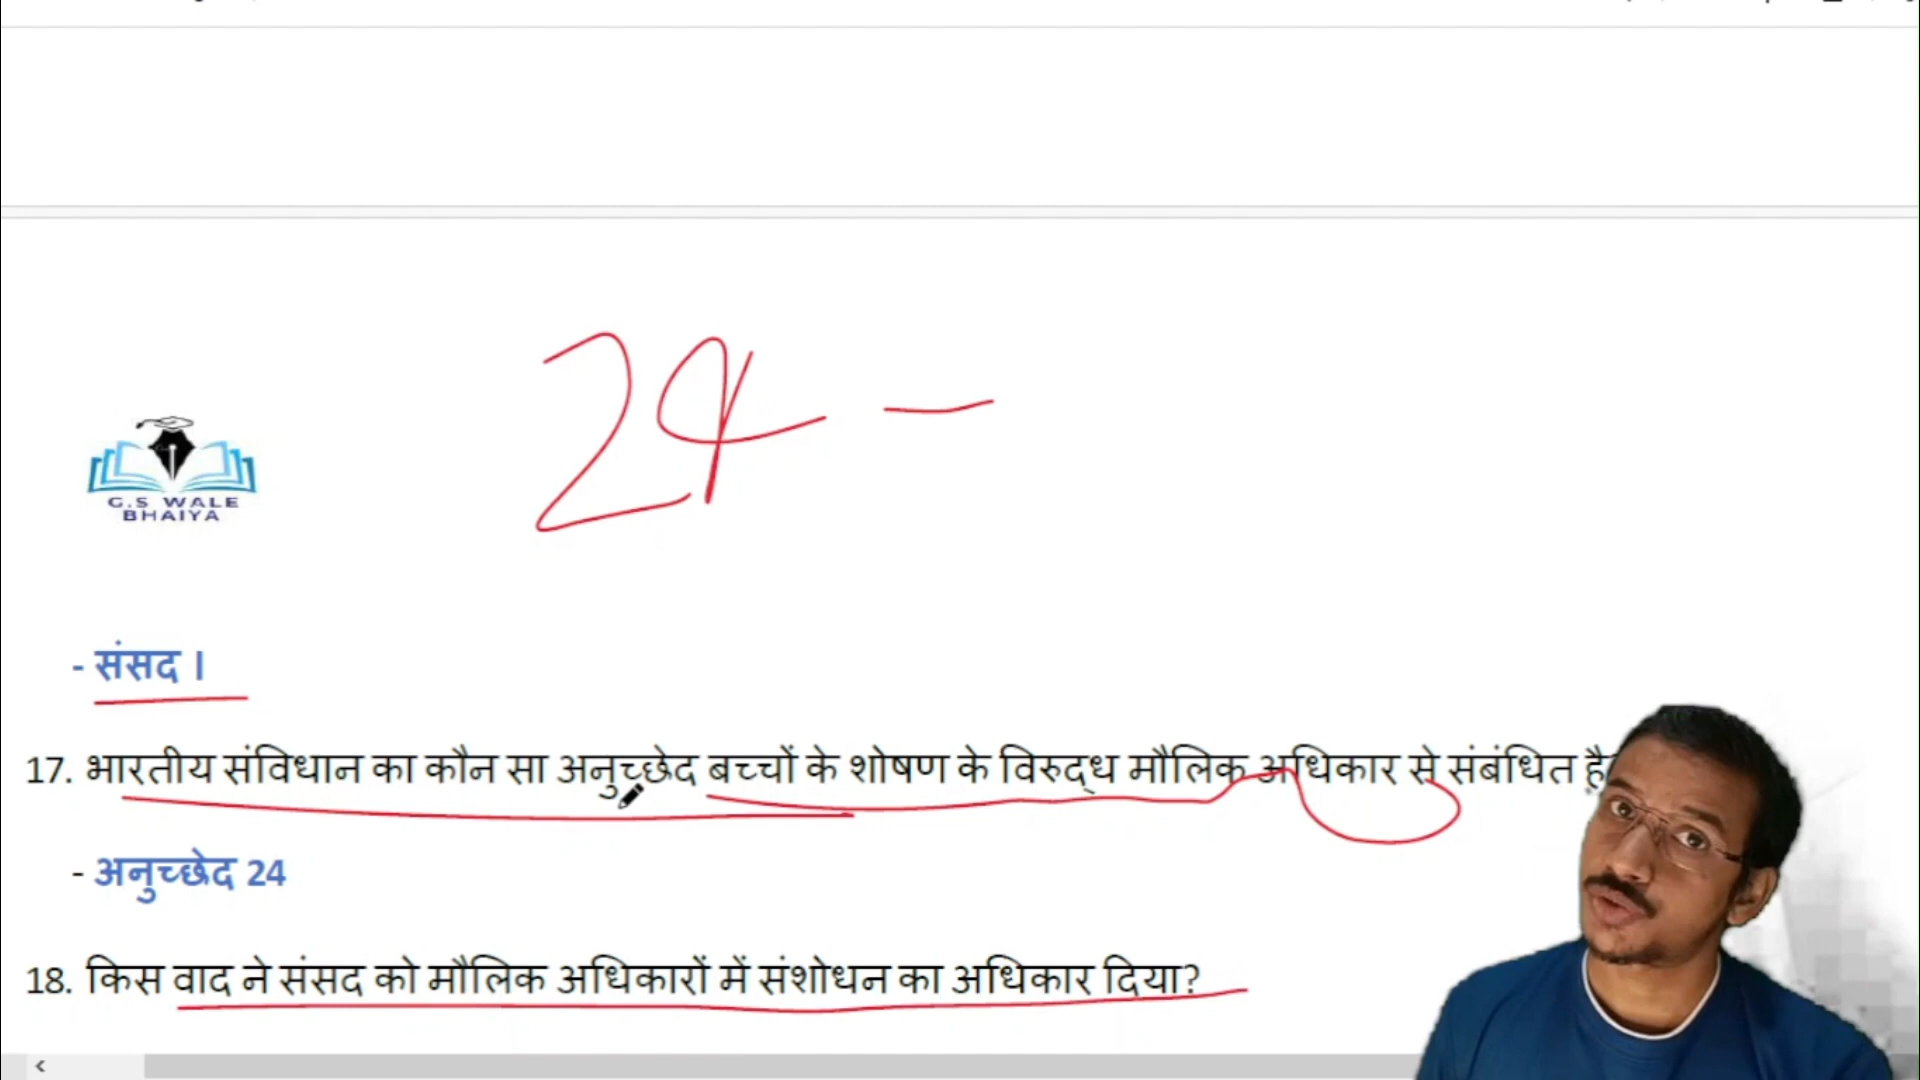 24 -
G.S WALE
BHAIYA
- संसद ।
17. भारतीय संविधान का कौन सा अनुच्छेद बच्चों के शोषण के विरुद्ध मौलिक अधिकार से संबंधित है
- अनुच्छेद 24
18. किस वाद ने संसद को मौलिक अधिकारों में संशोधन का अधिकार दिया?